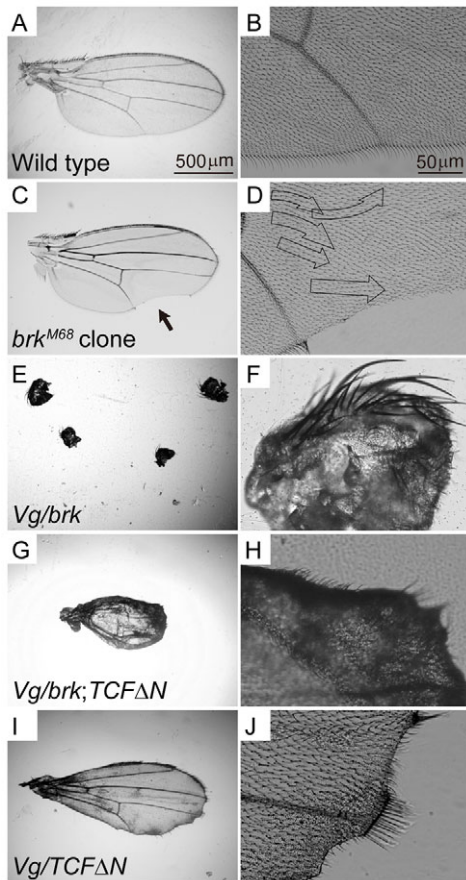 A
B
Wild type
500μm
50μm
C
D
brkM68 clone
E
F
Vg/brk
G
H
Vg/brk;TCFΔN
I
J
Vg/TCFΔN